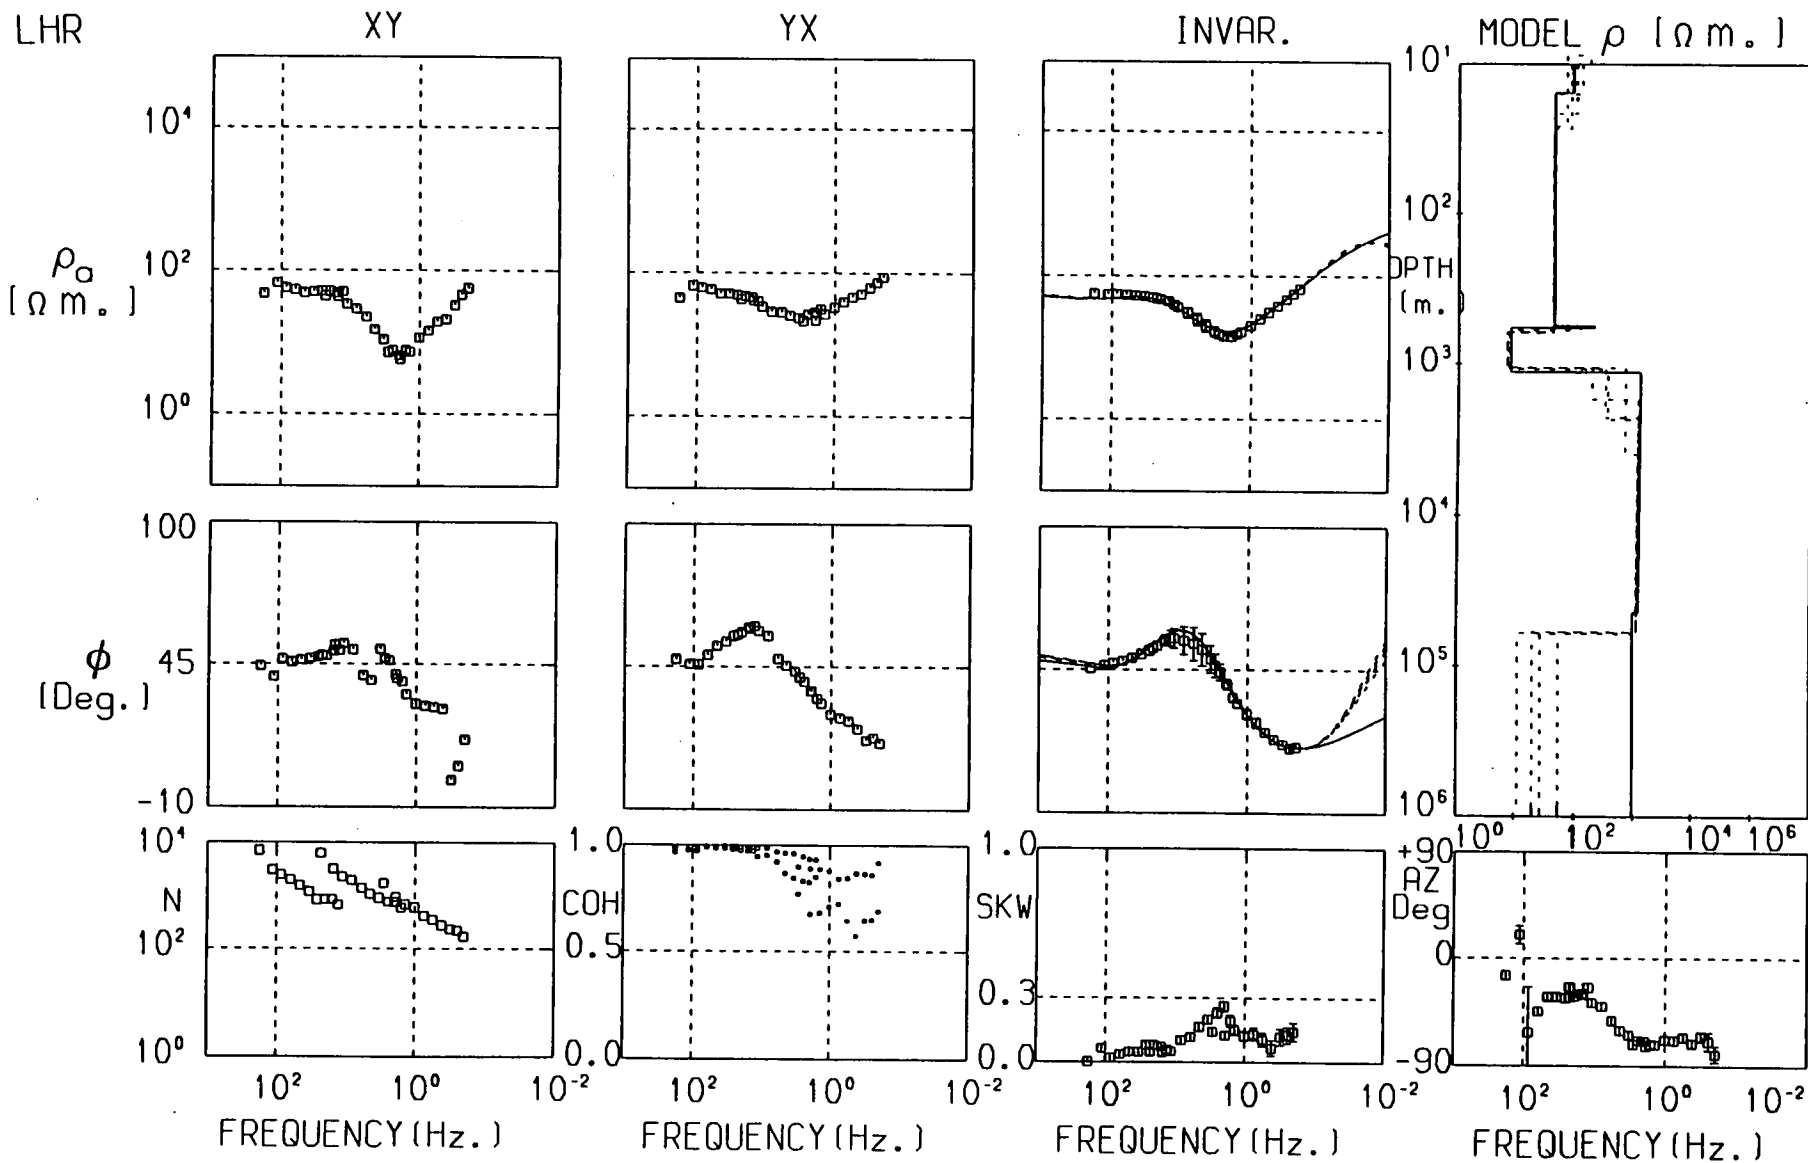 LHR
XY
YX
INVAR.
MODEL ρ [Ω m.]
10⁴
10²
10⁰
ρa
[Ω m.]
10¹
10²
DPTH
(m.)
10³
10⁴
10⁵
10⁶
10⁰ 10² 10⁴ 10⁶
100
45
-10
φ
[Deg.]
10⁴
N
10²
10⁰
1.0
COH
0.5
0.0
1.0
SKW
0.3
0.0
+90
AZ
Deg
0
-90
10² 10⁰ 10⁻²
10² 10⁰ 10⁻²
10² 10⁰ 10⁻²
10² 10⁰ 10⁻²
FREQUENCY(Hz.)
FREQUENCY(Hz.)
FREQUENCY(Hz.)
FREQUENCY(Hz.)